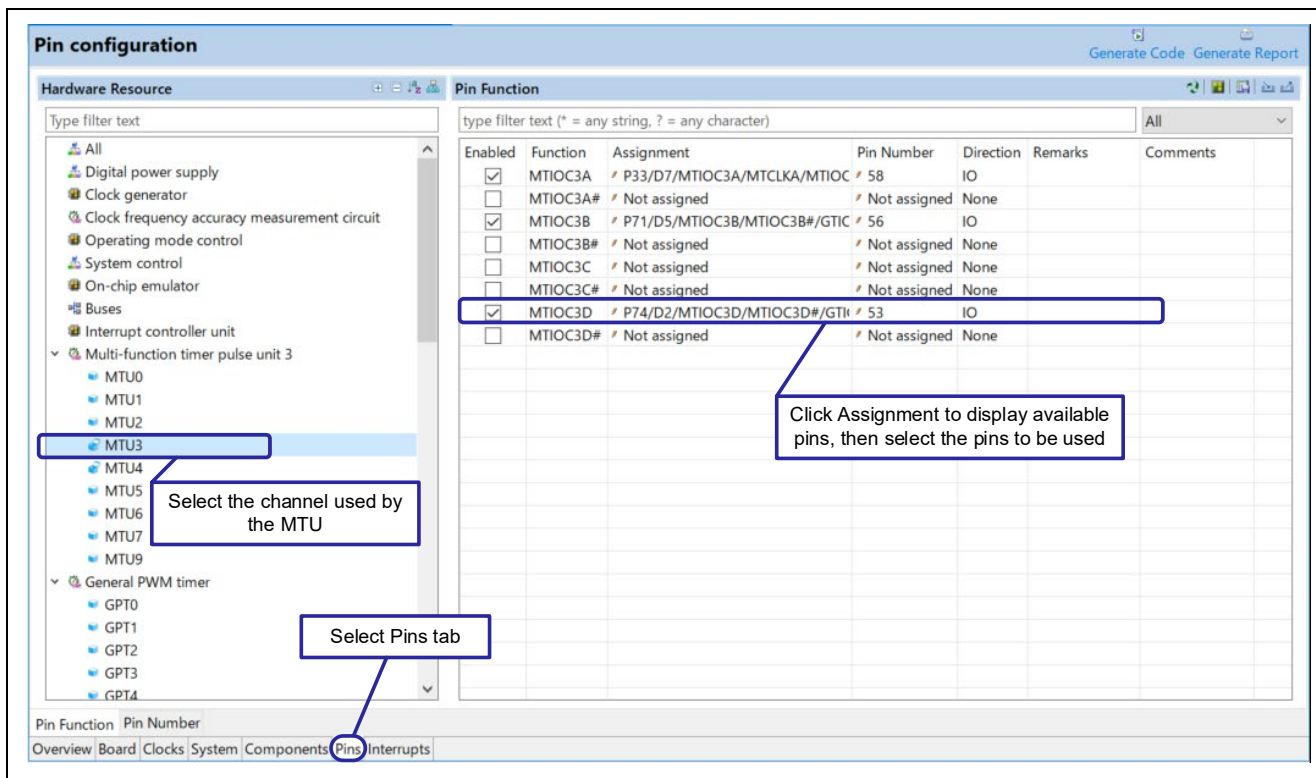 Pin configuration
Generate Code Generate Report
Hardware Resource
Type filter text
All
Digital power supply
Clock generator
Clock frequency accuracy measurement circuit
Operating mode control
System control
On-chip emulator
Buses
Interrupt controller unit
Multi-function timer pulse unit 3
MTU0
MTU1
MTU2
MTU3
MTU4
MTU5
MTU6
MTU7
MTU9
General PWM timer
GPT0
GPT1
GPT2
GPT3
GPT4
Select the channel used by
the MTU
Pin Function
type filter text (* = any string, ? = any character) All
Enabled Function Assignment Pin Number Direction Remarks Comments
MTIOC3A P33/D7/MTIOC3A/MTCLKA/MTIOC 58 IO
MTIOC3A# Not assigned Not assigned None
MTIOC3B P71/D5/MTIOC3B/MTIOC3B#/GTIC 56 IO
MTIOC3B# Not assigned Not assigned None
MTIOC3C Not assigned Not assigned None
MTIOC3C# Not assigned Not assigned None
MTIOC3D P74/D2/MTIOC3D/MTIOC3D#/GTI 53 IO
MTIOC3D# Not assigned Not assigned None
Click Assignment to display available
pins, then select the pins to be used
Select Pins tab
Pin Function Pin Number
Overview Board Clocks System Components Pins Interrupts